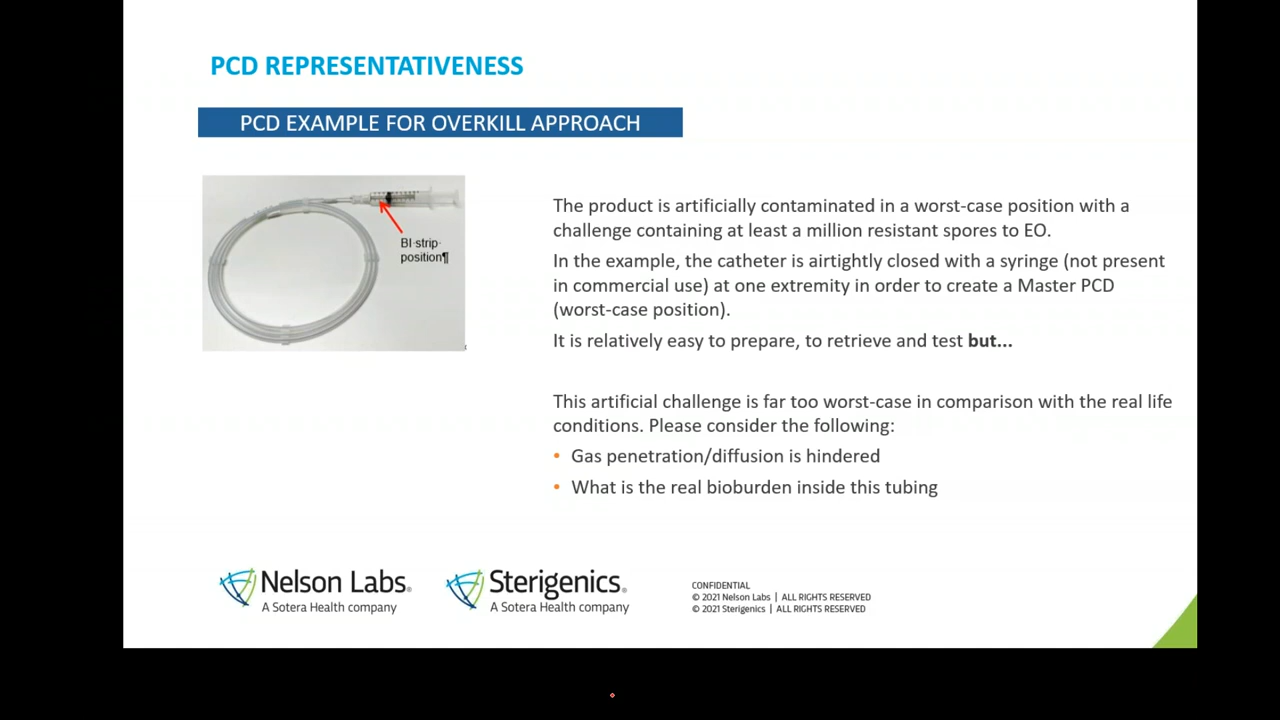 PCD REPRESENTATIVENESS
PCD EXAMPLE FOR OVERKILL APPROACH
BI·strip·
position¶
The product is artificially contaminated in a worst-case position with a
challenge containing at least a million resistant spores to EO.
In the example, the catheter is airtightly closed with a syringe (not present
in commercial use) at one extremity in order to create a Master PCD
(worst-case position).
It is relatively easy to prepare, to retrieve and test but...
This artificial challenge is far too worst-case in comparison with the real life
conditions. Please consider the following:
• Gas penetration/diffusion is hindered
• What is the real bioburden inside this tubing
Nelson Labs®
A Sotera Health company
Sterigenics®
A Sotera Health company
CONFIDENTIAL
© 2021 Nelson Labs | ALL RIGHTS RESERVED
© 2021 Sterigenics | ALL RIGHTS RESERVED